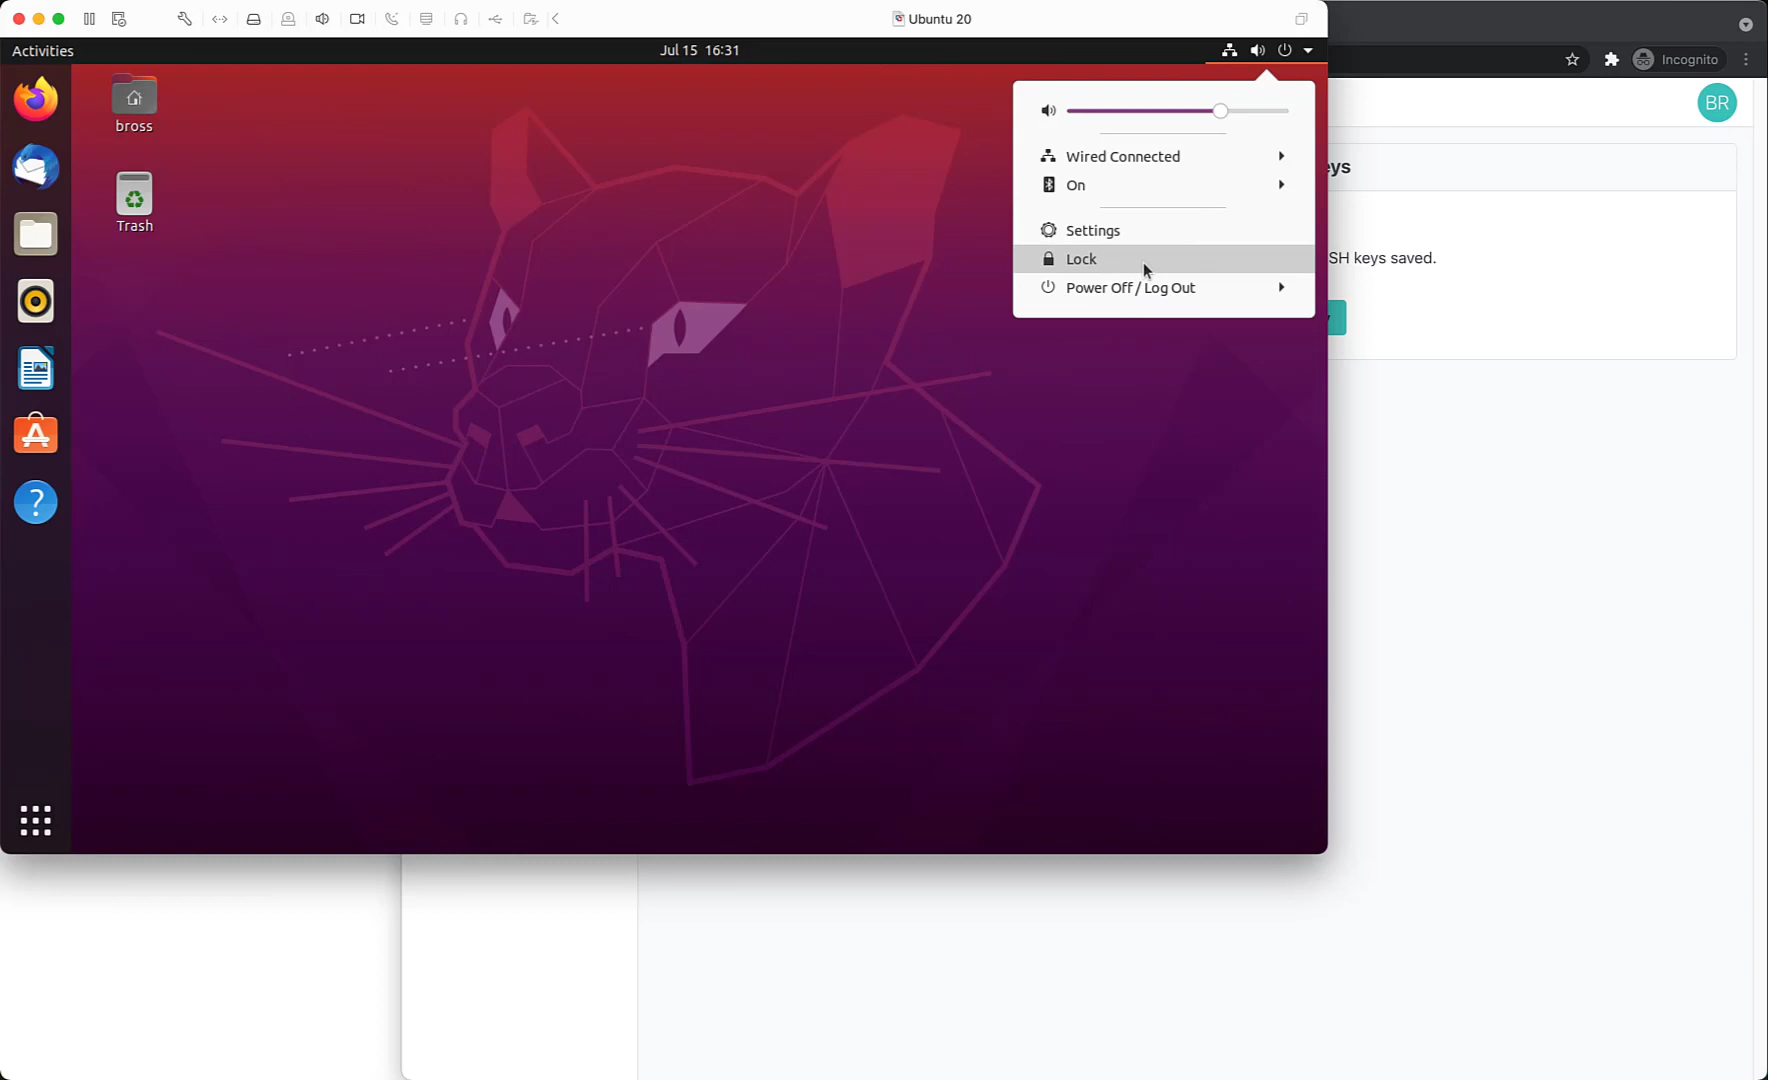 Ubuntu 20
Incognito
Activities
Jul 15 16:31
BR
bross
Trash
Wired Connected
On
Settings
Lock
Power Off / Log Out
eys
SH keys saved.
?